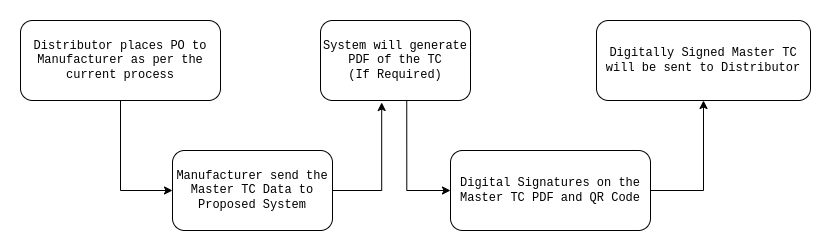 Distributor places PO to
Manufacturer as per the
current process
Manufacturer send the
Master TC Data to
Proposed System
System will generate
PDF of the TC
(If Required)
Digital Signatures on the
Master TC PDF and QR Code
Digitally Signed Master TC
will be sent to Distributor